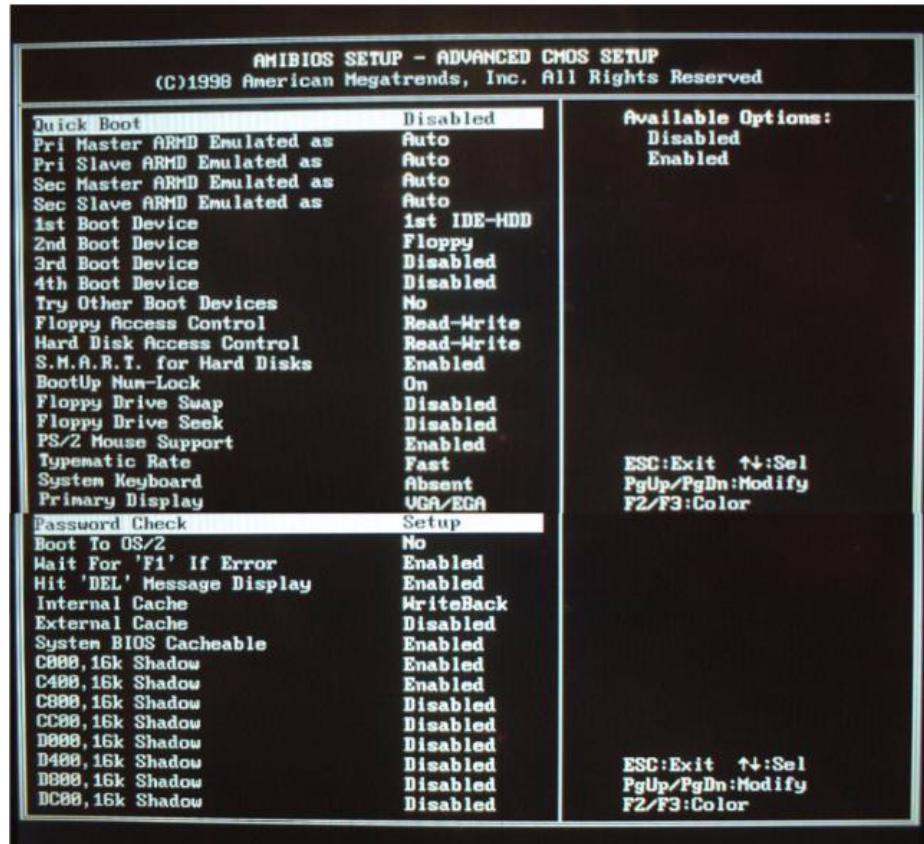 AMIBIOS SETUP - ADVANCED CMOS SETUP
(C)1998 American Megatrends, Inc. All Rights Reserved
Quick Boot Disabled
Pri Master ARMD Emulated as Auto
Pri Slave ARMD Emulated as Auto
Sec Master ARMD Emulated as Auto
Sec Slave ARMD Emulated as Auto
1st Boot Device 1st IDE-HDD
2nd Boot Device Floppy
3rd Boot Device Disabled
4th Boot Device Disabled
Try Other Boot Devices No
Floppy Access Control Read-Write
Hard Disk Access Control Read-Write
S.M.A.R.T. for Hard Disks Enabled
BootUp Num-Lock On
Floppy Drive Swap Disabled
Floppy Drive Seek Disabled
PS/2 Mouse Support Enabled
Typematic Rate Fast
System Keyboard Absent
Primary Display VGA/EGA
Available Options:
Disabled
Enabled
ESC:Exit ↑↓:Sel
PgUp/PgDn:Modify
F2/F3:Color
Password Check Setup
Boot To OS/2 No
Wait For 'F1' If Error Enabled
Hit 'DEL' Message Display Enabled
Internal Cache WriteBack
External Cache Disabled
System BIOS Cacheable Enabled
C000,16k Shadow Enabled
C400,16k Shadow Enabled
C800,16k Shadow Disabled
CC00,16k Shadow Disabled
D000,16k Shadow Disabled
D400,16k Shadow Disabled
D800,16k Shadow Disabled
DC00,16k Shadow Disabled
ESC:Exit ↑↓:Sel
PgUp/PgDn:Modify
F2/F3:Color